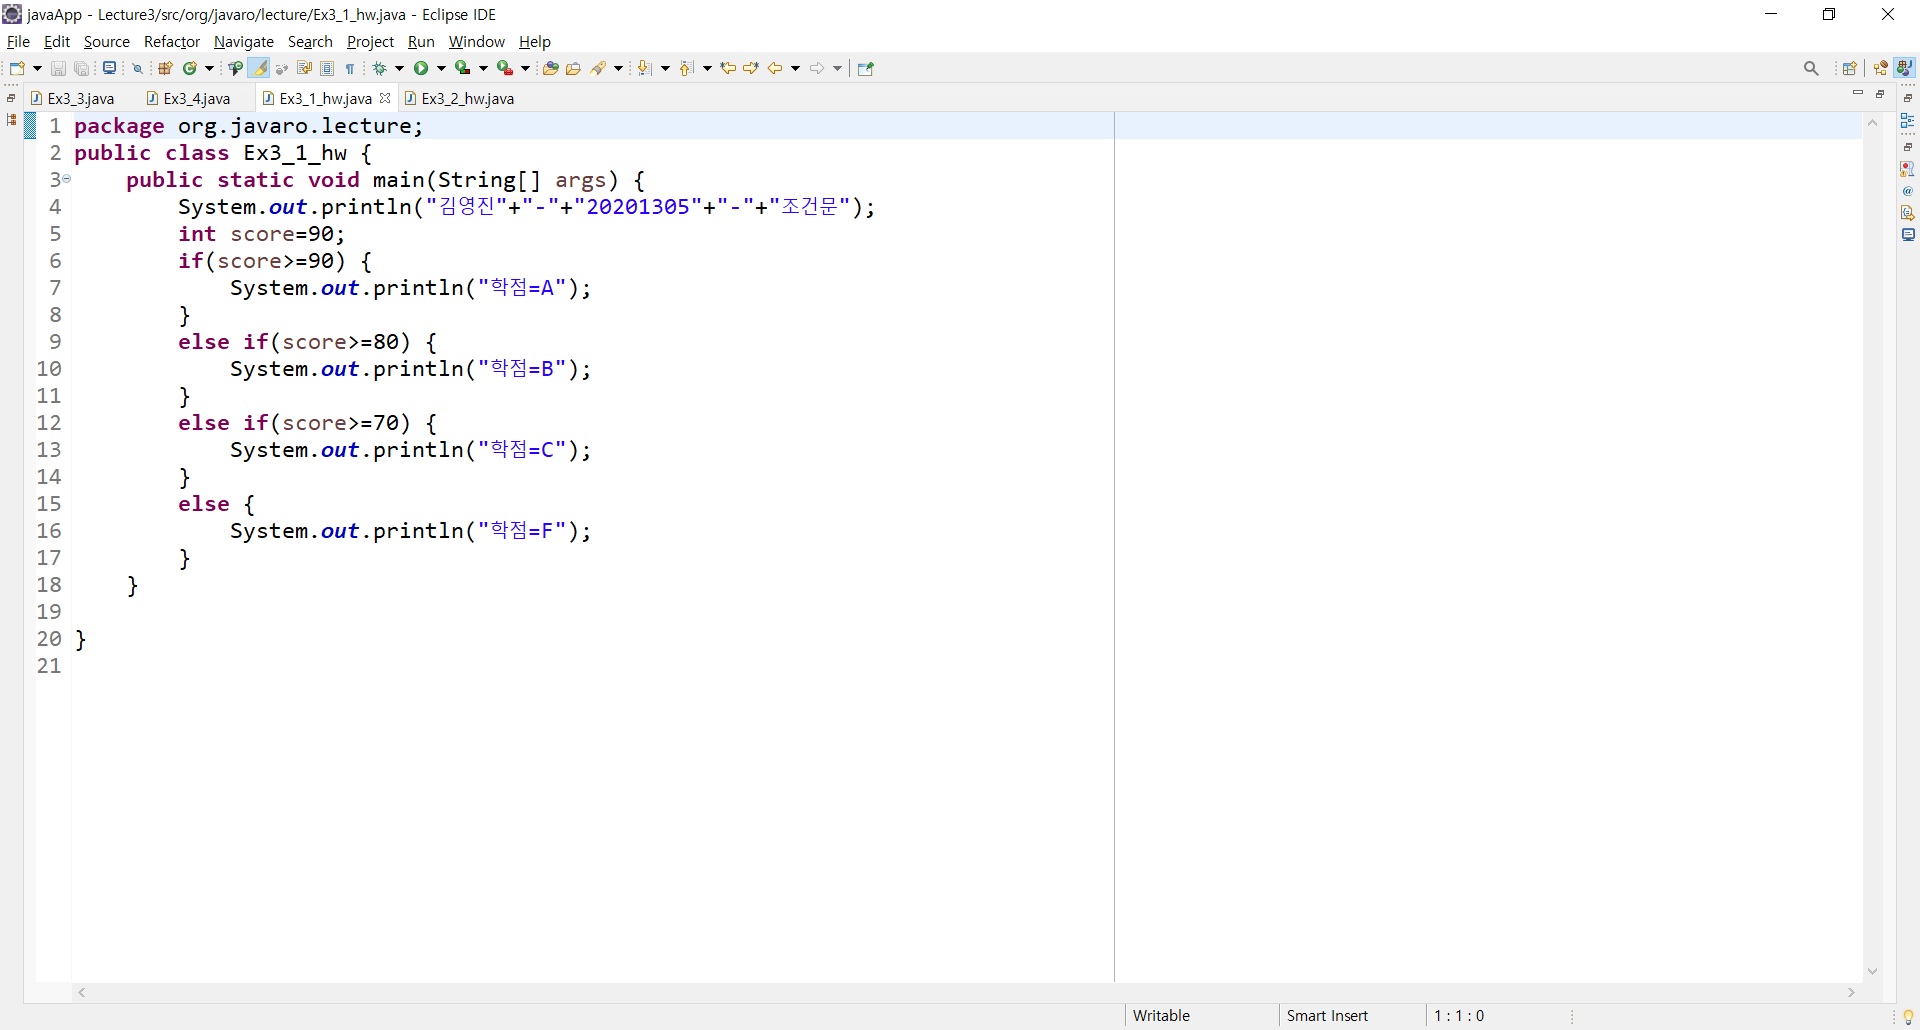 javaApp - Lecture3/src/org/javaro/lecture/Ex3_1_hw.java - Eclipse IDE
File Edit Source Refactor Navigate Search Project Run Window Help
Ex3_3.java Ex3_4.java Ex3_1_hw.java Ex3_2_hw.java
1 package org.javaro.lecture;
2 public class Ex3_1_hw {
3     public static void main(String[] args) {
4         System.out.println("김영진"+"-"+"20201305"+"-"+"조건문");
5         int score=90;
6         if(score>=90) {
7             System.out.println("학점=A");
8         }
9         else if(score>=80) {
10             System.out.println("학점=B");
11         }
12         else if(score>=70) {
13             System.out.println("학점=C");
14         }
15         else {
16             System.out.println("학점=F");
17         }
18     }
19
20 }
21
Writable Smart Insert 1 : 1 : 0